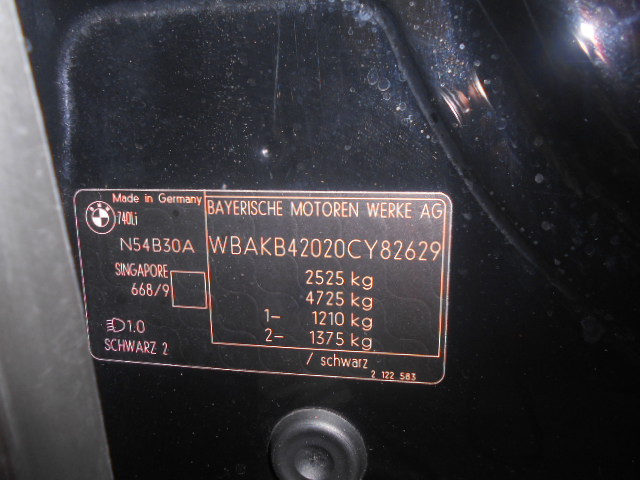 Made in Germany
BMW
740Li
N54B30A
SINGAPORE
668/9
1.0
SCHWARZ 2
BAYERISCHE MOTOREN WERKE AG
WBAKB42020CY82629
2525 kg
4725 kg
1- 1210 kg
2- 1375 kg
/ schwarz
2 122 583